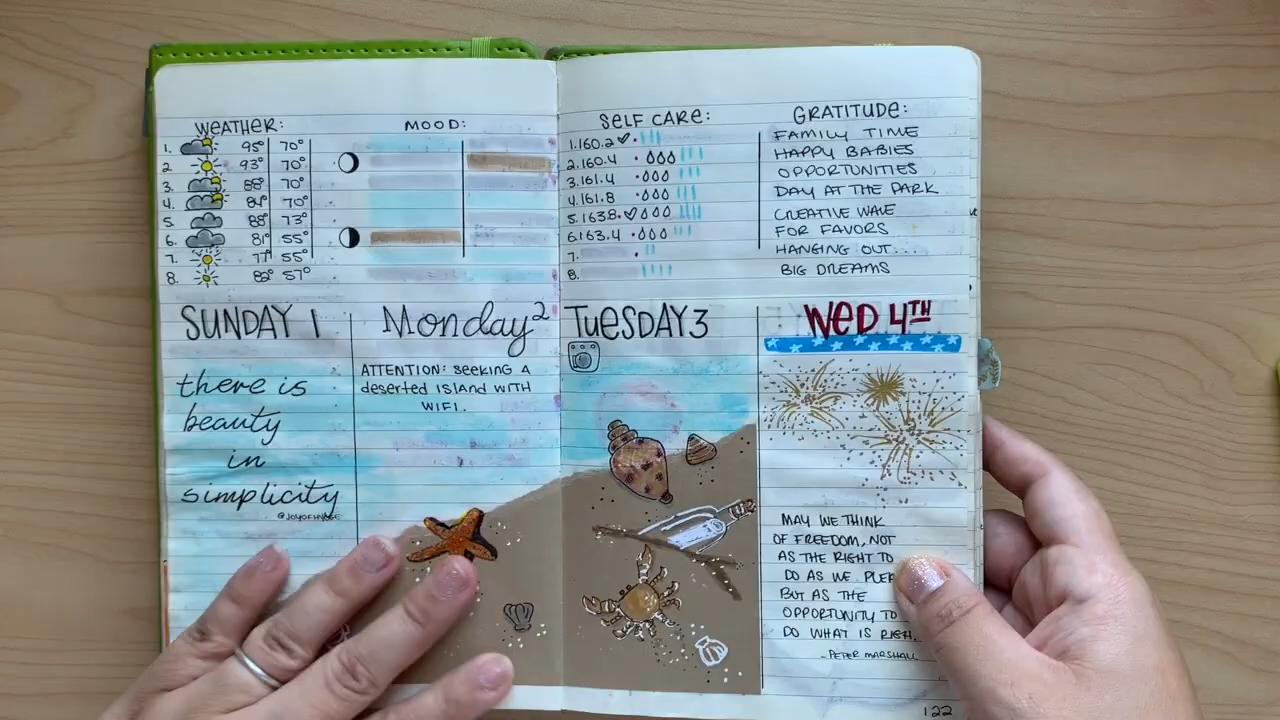 WEATHER:
1. 95° 70°
2. 93° 70°
3. 88° 70°
4. 84° 70°
5. 88° 73°
6. 81° 55°
7. 77° 55°
8. 82° 57°
MOOD:
SELF CARE:
1. 160.2
2. 160.4
3. 161.4
4. 161.8
5. 163.8
6. 163.4
7.
8.
GRATITUDE:
FAMILY TIME
HAPPY BABIES
OPPORTUNITIES
DAY AT THE PARK
CREATIVE WAVE
FOR FAVORS
HANGING OUT...
BIG DREAMS
SUNDAY 1
there is
beauty
in
simplicity
Monday 2
ATTENTION: SEEKING A
deserted ISLAND WITH
WIFI.
TUESDAY 3
WED 4TH
MAY WE THINK
OF FREEDOM, NOT
AS THE RIGHT TO
DO AS WE
BUT AS THE
OPPORTUNITY TO
DO WHAT IS
-PETER MARSHALL
122